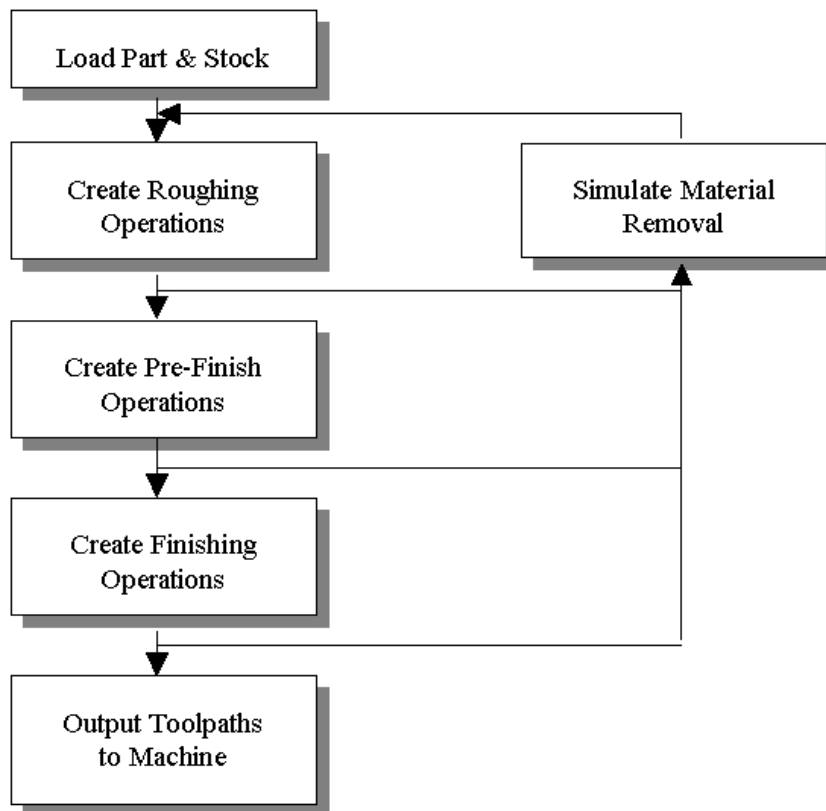 Load Part & Stock
Create Roughing
Operations
Simulate Material
Removal
Create Pre-Finish
Operations
Create Finishing
Operations
Output Toolpaths
to Machine